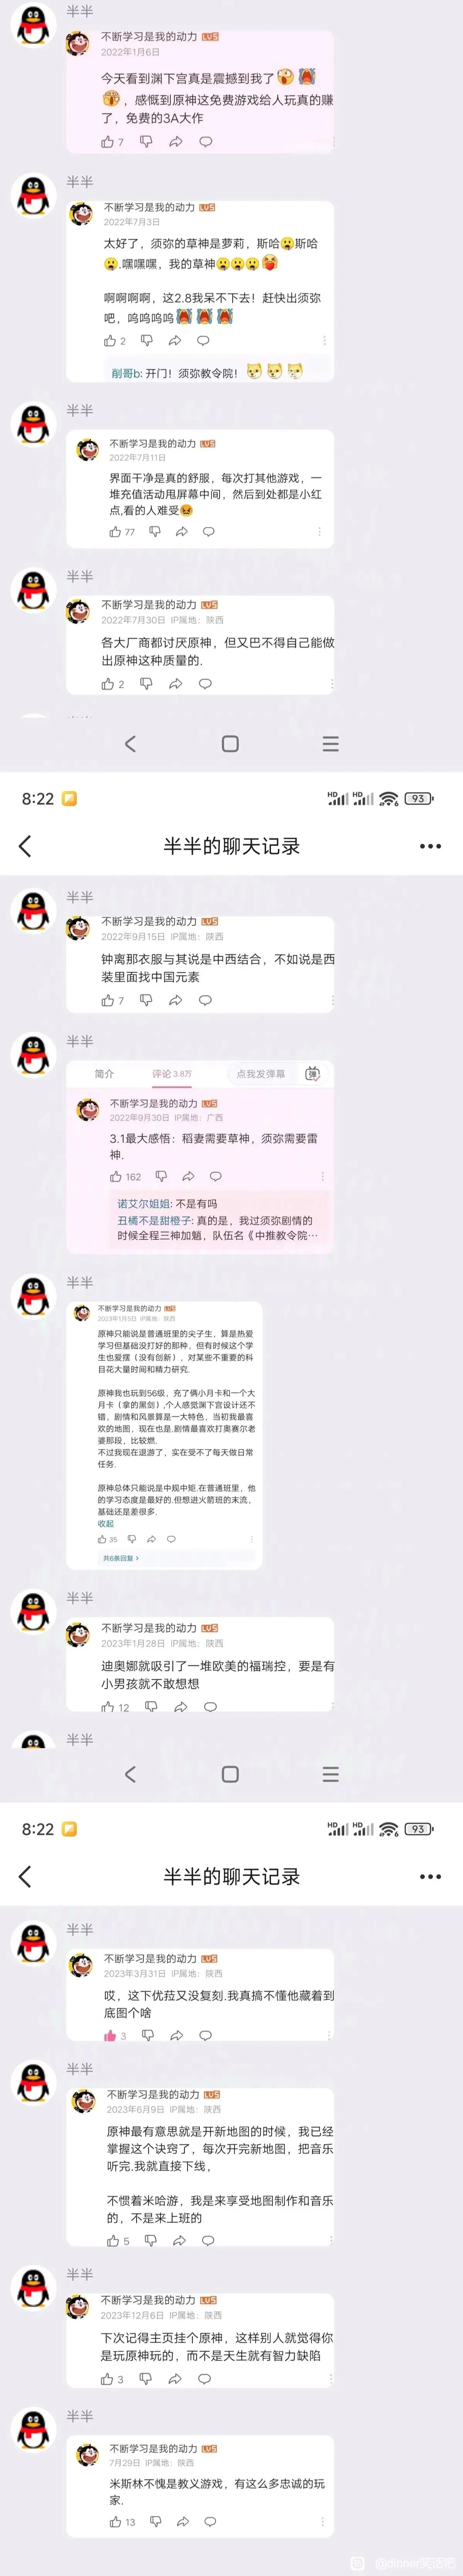 半半
不断学习是我的动力 LV5
2022年1月6日
今天看到渊下宫真是震撼到我了
，感慨到原神这免费游戏给人玩真的赚
了，免费的3A大作
7
半半
不断学习是我的动力 LV5
2022年7月3日
太好了，须弥的草神是萝莉，斯哈斯哈
.嘿嘿嘿，我的草神
啊啊啊啊，这2.8我呆不下去！赶快出须弥
吧，呜呜呜呜
2
削哥b: 开门！须弥教令院！
半半
不断学习是我的动力 LV5
2022年7月11日
界面干净是真的舒服，每次打其他游戏，一
堆充值活动甩屏幕中间，然后到处都是小红
点,看的人难受
77
半半
不断学习是我的动力 LV5
2022年7月30日 IP属地：陕西
各大厂商都讨厌原神，但又巴不得自己能做
出原神这种质量的.
2
8:22
HD HD 93
半半的聊天记录
半半
不断学习是我的动力 LV5
2022年9月15日 IP属地：陕西
钟离那衣服与其说是中西结合，不如说是西
装里面找中国元素
7
半半
简介 评论 3.8万 点我发弹幕 弹
不断学习是我的动力 LV5
2022年9月30日 IP属地：广西
3.1最大感悟：稻妻需要草神，须弥需要雷
神.
162
诺艾尔姐姐: 不是有吗
丑橘不是甜橙子: 真的是，我过须弥剧情的
时候全程三神加魈，队伍名《中推教令院…
半半
不断学习是我的动力 LV5
2023年1月5日 IP属地：陕西
原神只能说是普通班里的尖子生，算是热爱
学习但基础没打好的那种，但有时候这个学
生也爱摆（没有创新），对某些不重要的科
目花大量时间和精力研究.
原神我也玩到56级，充了俩小月卡和一个大
月卡（拿的黑剑）,个人感觉渊下宫设计还不
错，剧情和风景算是一大特色，当初我最喜
欢的地图，现在也是.剧情最喜欢打奥赛尔老
婆那段，比较燃.
不过我现在退游了，实在受不了每天做日常
任务.
原神总体只能说是中规中矩.在普通班里，他
的学习态度是最好的.但想进火箭班的末流，
基础还是差很多.
收起
35
共6条回复 >
半半
不断学习是我的动力 LV5
2023年1月28日 IP属地：陕西
迪奥娜就吸引了一堆欧美的福瑞控，要是有
小男孩就不敢想想
12
半半
8:22
HD HD 93
半半的聊天记录
半半
不断学习是我的动力 LV5
2023年3月31日 IP属地：陕西
哎，这下优菈又没复刻.我真搞不懂他藏着到
底图个啥
3
半半
不断学习是我的动力 LV5
2023年6月9日 IP属地：陕西
原神最有意思就是开新地图的时候，我已经
掌握这个诀窍了，每次开完新地图，把音乐
听完.我就直接下线，
不惯着米哈游，我是来享受地图制作和音乐
的，不是来上班的
5
半半
不断学习是我的动力 LV5
2023年12月6日 IP属地：陕西
下次记得主页挂个原神，这样别人就觉得你
是玩原神玩的，而不是天生就有智力缺陷
3
半半
不断学习是我的动力 LV5
7月29日 IP属地：陕西
米斯林不愧是教义游戏，有这么多忠诚的玩
家.
13
@dinner笑话吧